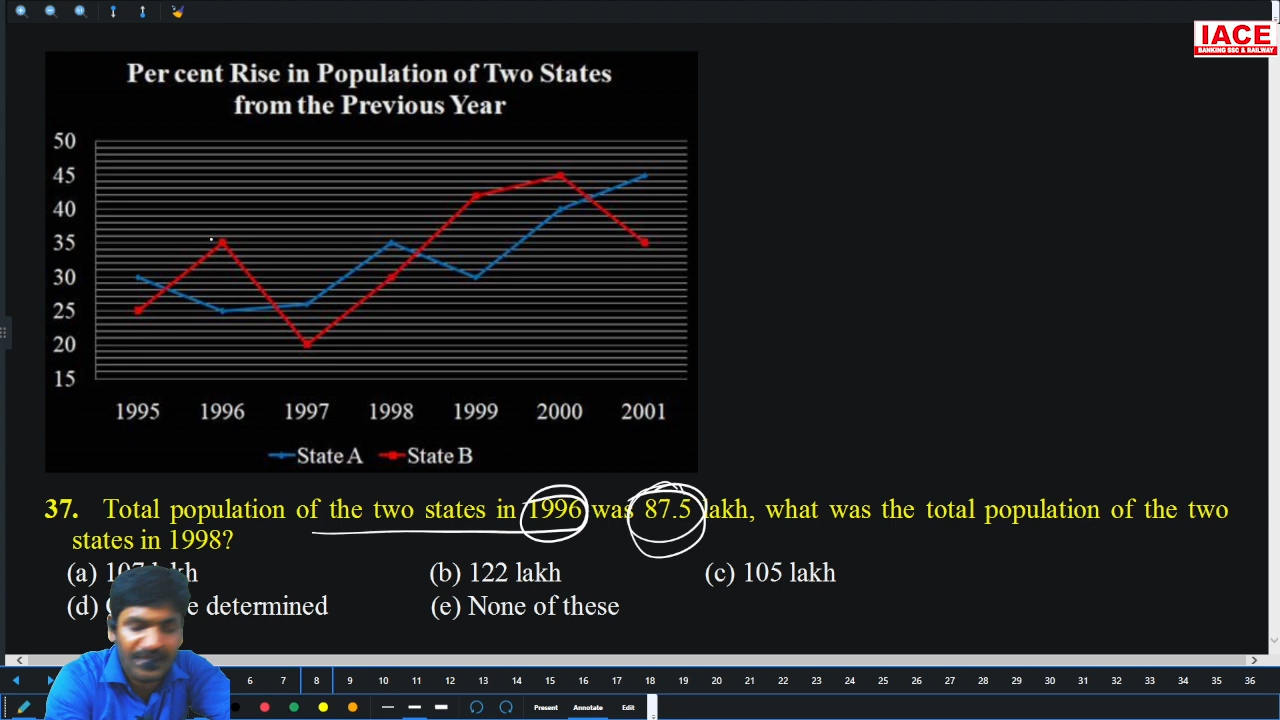 IACE
BANKING SSC & RAILWAY
Per cent Rise in Population of Two States
from the Previous Year
50
45
40
35
30
25
20
15
1995 1996 1997 1998 1999 2000 2001
State A State B
37. Total population of the two states in 1996 was 87.5 lakh, what was the total population of the two
states in 1998?
(a) 107 lakh (b) 122 lakh (c) 105 lakh
(d) determined (e) None of these
6 7 8 9 10 11 12 13 14 15 16 17 18 19 20 21 22 23 24 25 26 27 28 29 30 31 32 33 34 35 36
Present Annotate Edit